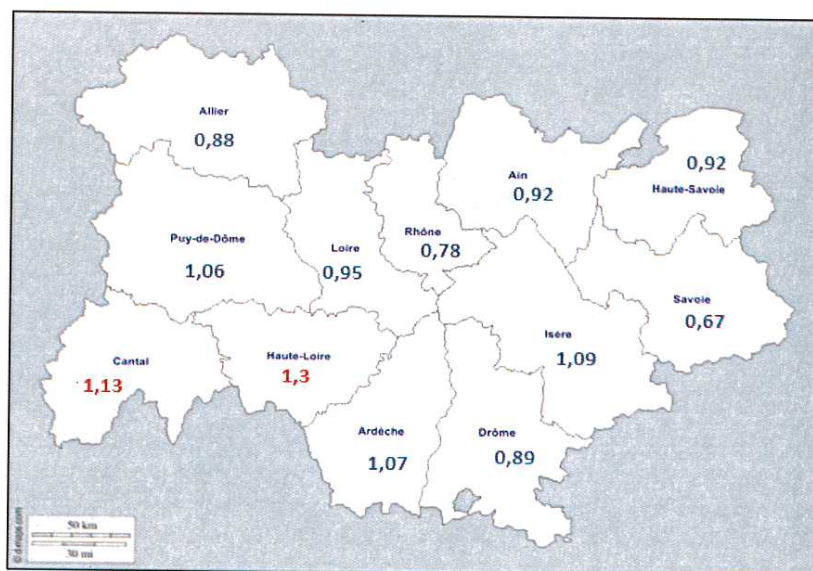 Allier
0,88
Ain
0,92
0,92
Haute-Savoie
Puy-de-Dôme
1,06
Loire
0,95
Rhône
0,78
Savoie
0,67
Isère
1,09
Cantal
1,13
Haute-Loire
1,3
Ardèche
1,07
Drôme
0,89
50 km
30 mi
© d-maps.com